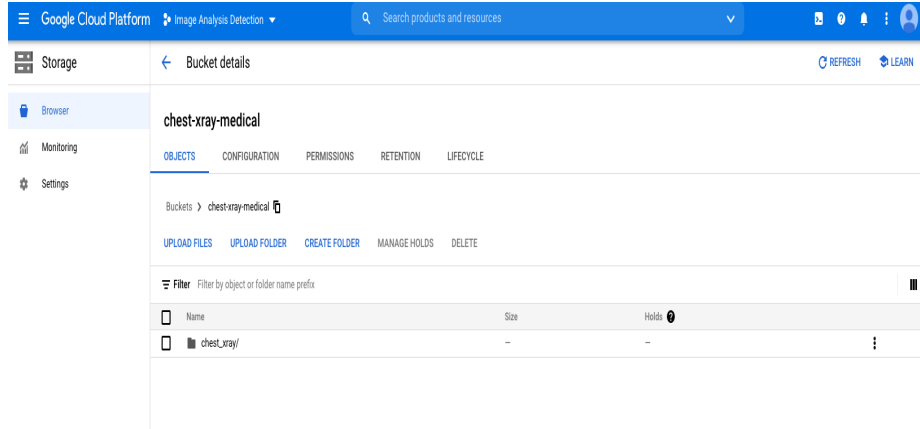 Google Cloud Platform Image Analysis Detection Search products and resources
Storage Bucket details REFRESH LEARN
Browser
Monitoring
Settings
chest-xray-medical
OBJECTS CONFIGURATION PERMISSIONS RETENTION LIFECYCLE
Buckets > chest-xray-medical
UPLOAD FILES UPLOAD FOLDER CREATE FOLDER MANAGE HOLDS DELETE
Filter Filter by object or folder name prefix
Name Size Holds ?
chest_xray/ – –